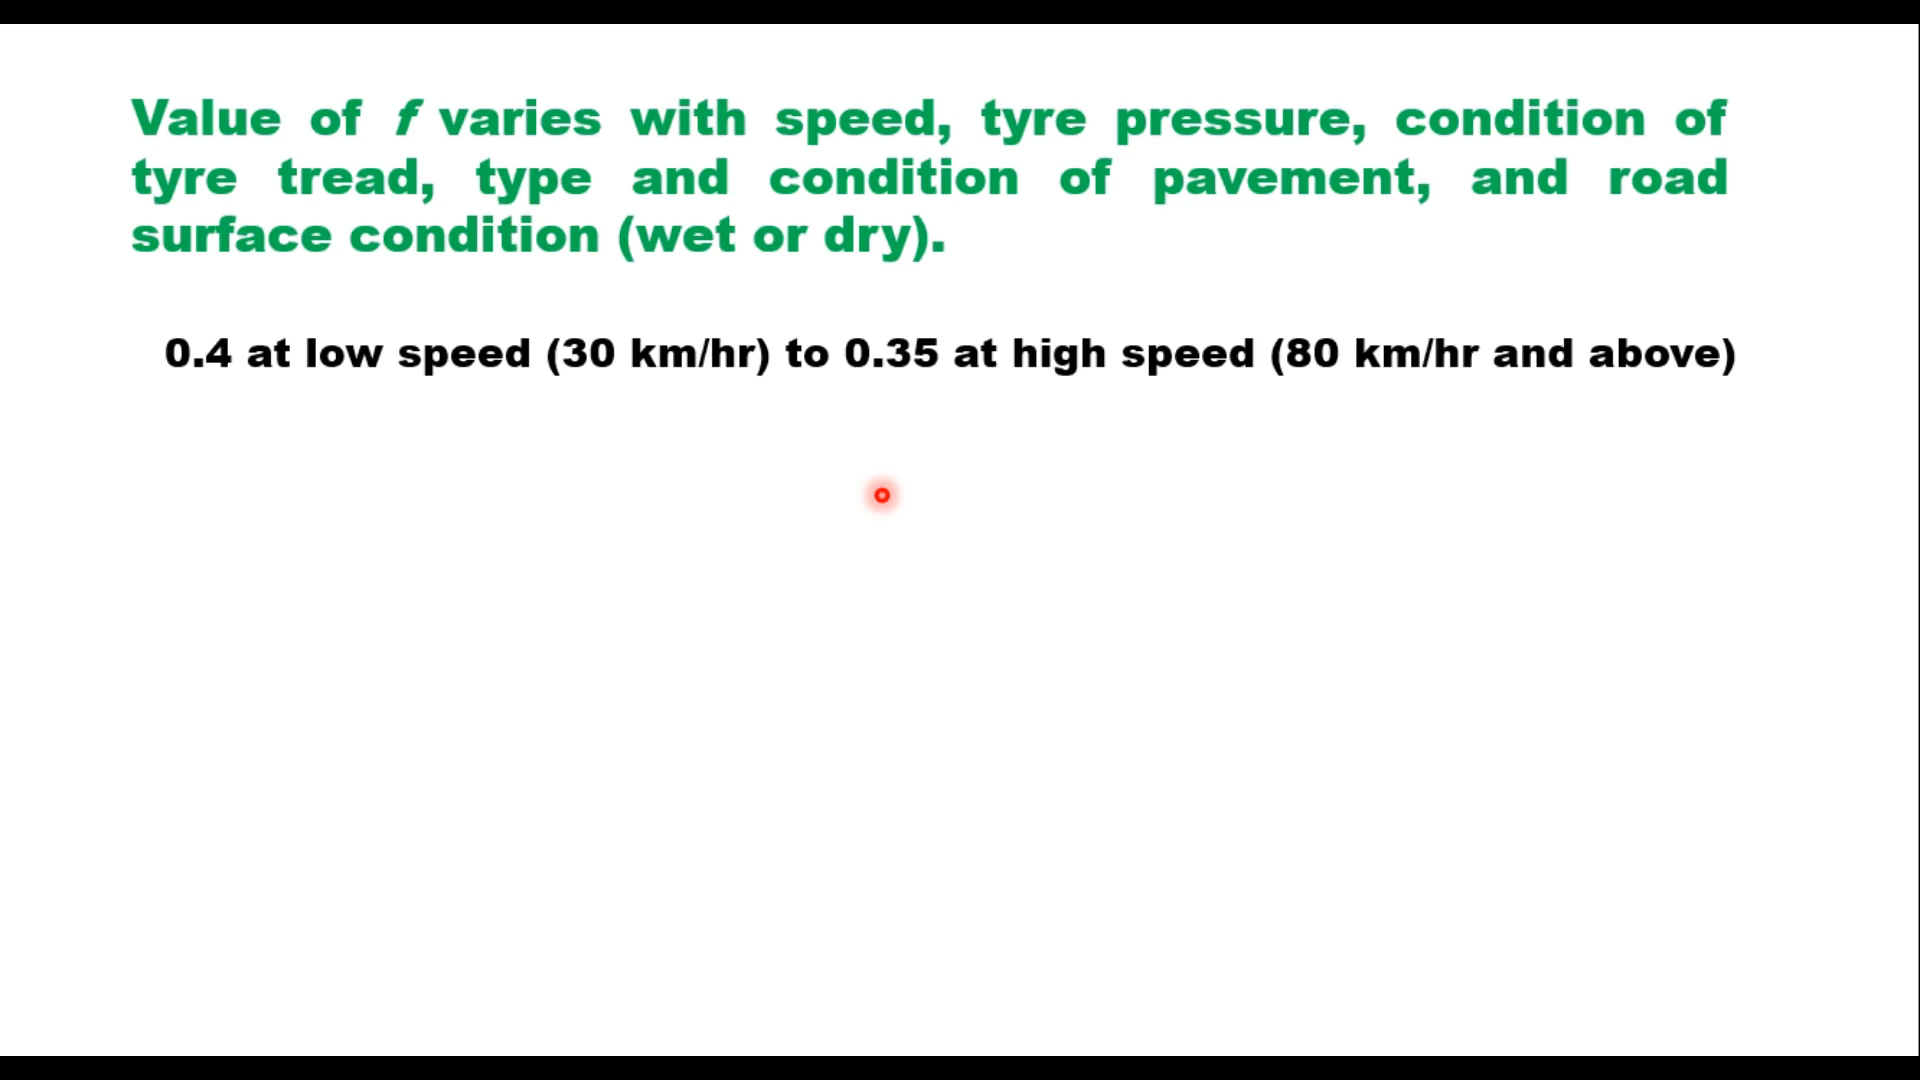 Value of f varies with speed, tyre pressure, condition of
tyre tread, type and condition of pavement, and road
surface condition (wet or dry).
0.4 at low speed (30 km/hr) to 0.35 at high speed (80 km/hr and above)